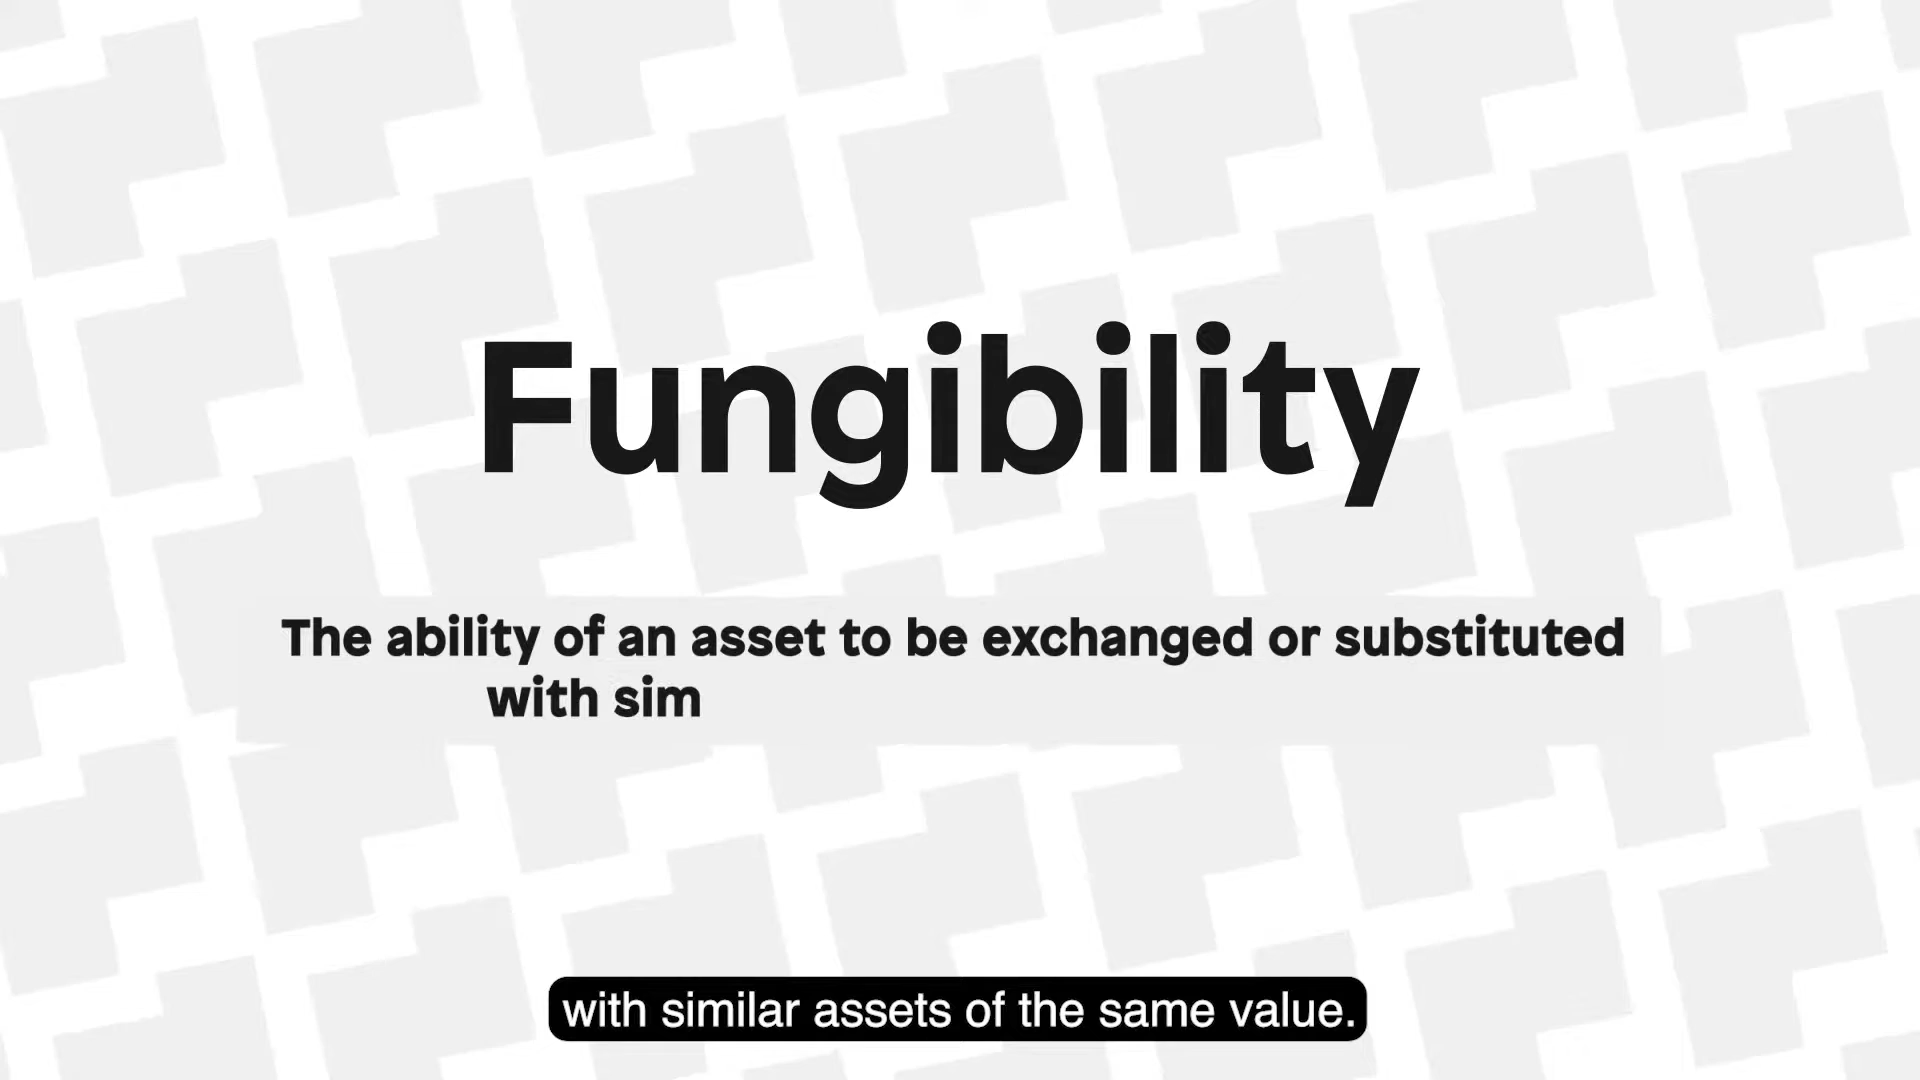 Fungibility
The ability of an asset to be exchanged or substituted
with sim
with similar assets of the same value.